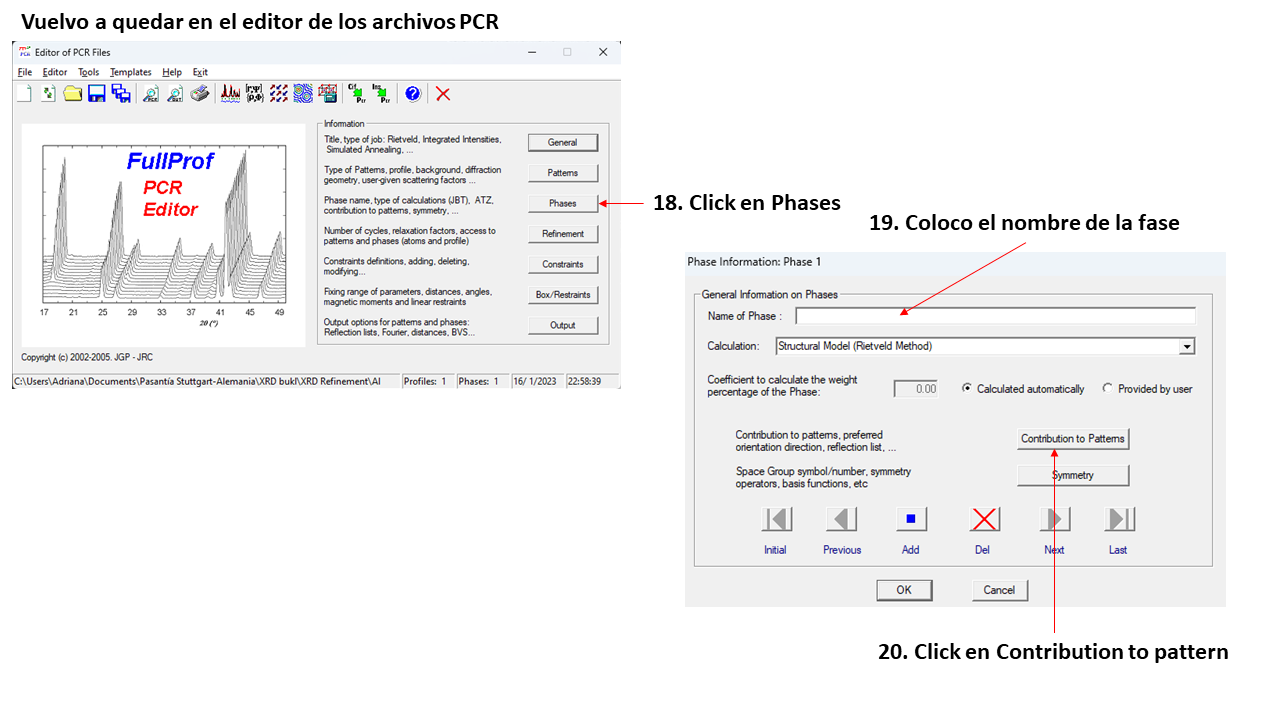 Vuelvo a quedar en el editor de los archivos PCR
Editor of PCR Files
File Editor Tools Templates Help Exit
FullProf
PCR
Editor
17 21 25 29 33 37 41 45 49
2θ (°)
Information
Title, type of job: Rietveld, Integrated Intensities,
Simulated Annealing, ...
General
Type of Patterns, profile, background, diffraction
geometry, user-given scattering factors ...
Patterns
Phase name, type of calculations (JBT), ATZ,
contribution to patterns, symmetry, ...
Phases
Number of cycles, relaxation factors, access to
patterns and phases (atoms and profile)
Refinement
Constraints definitions, adding, deleting,
modifying...
Constraints
Fixing range of parameters, distances, angles,
magnetic moments and linear restraints
Box/Restraints
Output options for patterns and phases:
Reflection lists, Fourier, distances, BVS...
Output
Copyright (c) 2002-2005. JGP - JRC
C:\Users\Adriana\Documents\Pasantía Stuttgart-Alemania\XRD bukl\XRD Refinement\Al Profiles: 1 Phases: 1 16/ 1/2023 22:58:39
18. Click en Phases
19. Coloco el nombre de la fase
Phase Information: Phase 1
General Information on Phases
Name of Phase :
Calculation: Structural Model (Rietveld Method)
Coefficient to calculate the weight
percentage of the Phase:
0.00 Calculated automatically Provided by user
Contribution to patterns, preferred
orientation direction, reflection list, ...
Contribution to Patterns
Space Group symbol/number, symmetry
operators, basis functions, etc
Symmetry
Initial Previous Add Del Next Last
OK Cancel
20. Click en Contribution to pattern